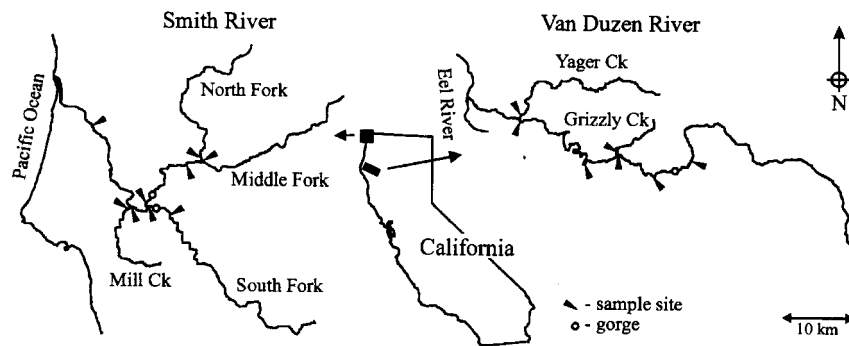 Smith River
Van Duzen River
Pacific Ocean
North Fork
Middle Fork
Mill Ck
South Fork
Eel River
Yager Ck
Grizzly Ck
N
California
- sample site
- gorge
10 km